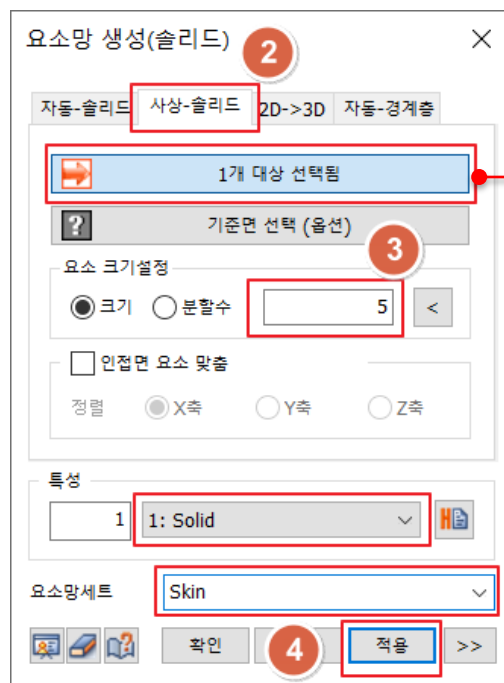 요소망 생성(솔리드)
2
자동-솔리드 사상-솔리드 2D->3D 자동-경계층
1개 대상 선택됨
? 기준면 선택 (옵션)
3
요소 크기설정
크기 분할수 5 <
인접면 요소 맞춤
정렬 X축 Y축 Z축
특성
1 1: Solid
요소망세트 Skin
확인 4 적용 >>